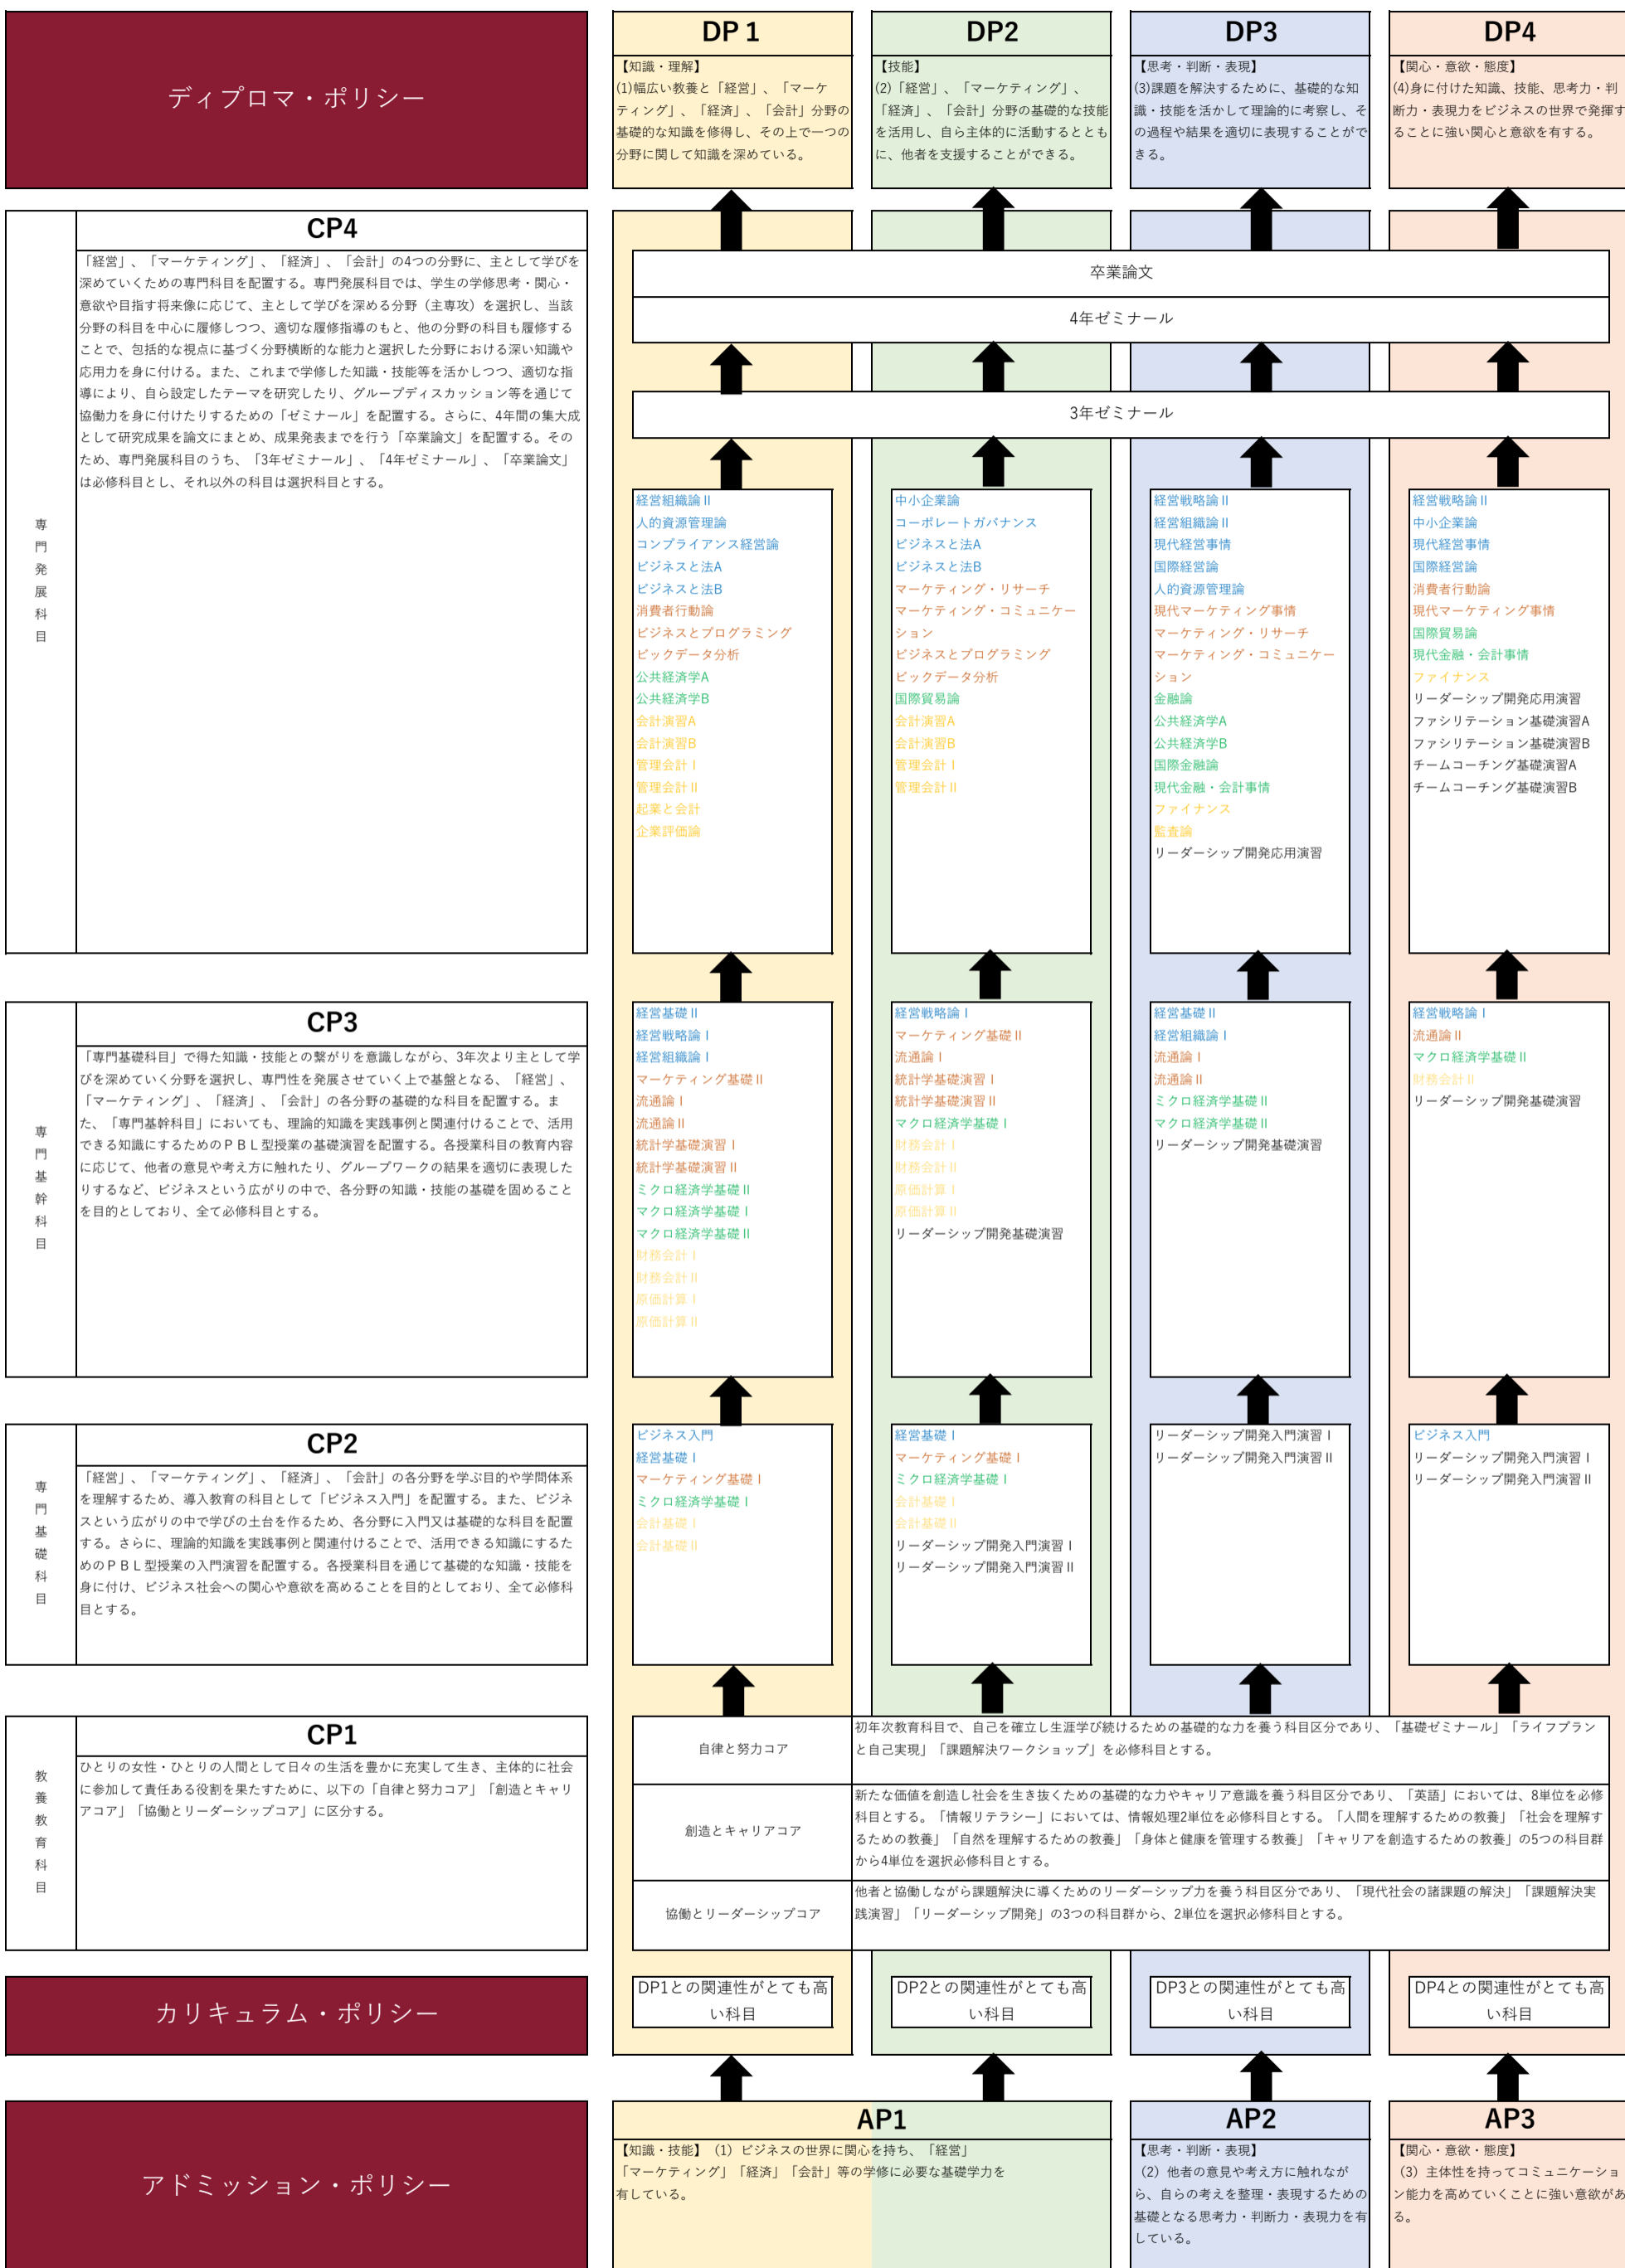 ディプロマ・ポリシー
DP 1
【知識・理解】
(1)幅広い教養と「経営」、「マーケ
ティング」、「経済」、「会計」分野の
基礎的な知識を修得し、その上で一つの
分野に関して知識を深めている。
DP2
【技能】
(2)「経営」、「マーケティング」、
「経済」、「会計」分野の基礎的な技能
を活用し、自ら主体的に活動するととも
に、他者を支援することができる。
DP3
【思考・判断・表現】
(3)課題を解決するために、基礎的な知
識・技能を活かして理論的に考察し、そ
の過程や結果を適切に表現することがで
きる。
DP4
【関心・意欲・態度】
(4)身に付けた知識、技能、思考力・判
断力・表現力をビジネスの世界で発揮す
ることに強い関心と意欲を有する。
専門発展科目
CP4
「経営」、「マーケティング」、「経済」、「会計」の4つの分野に、主として学びを
深めていくための専門科目を配置する。専門発展科目では、学生の学修思考・関心・
意欲や目指す将来像に応じて、主として学びを深める分野（主専攻）を選択し、当該
分野の科目を中心に履修しつつ、適切な履修指導のもと、他の分野の科目も履修する
ことで、包括的な視点に基づく分野横断的な能力と選択した分野における深い知識や
応用力を身に付ける。また、これまで学修した知識・技能等を活かしつつ、適切な指
導により、自ら設定したテーマを研究したり、グループディスカッション等を通じて
協働力を身に付けたりするための「ゼミナール」を配置する。さらに、4年間の集大成
として研究成果を論文にまとめ、成果発表までを行う「卒業論文」を配置する。その
ため、専門発展科目のうち、「3年ゼミナール」、「4年ゼミナール」、「卒業論文」
は必修科目とし、それ以外の科目は選択科目とする。
卒業論文
4年ゼミナール
3年ゼミナール
経営組織論Ⅱ
人的資源管理論
コンプライアンス経営論
ビジネスと法A
ビジネスと法B
消費者行動論
ビジネスとプログラミング
ビックデータ分析
公共経済学A
公共経済学B
会計演習A
会計演習B
管理会計Ⅰ
管理会計Ⅱ
起業と会計
企業評価論
中小企業論
コーポレートガバナンス
ビジネスと法A
ビジネスと法B
マーケティング・リサーチ
マーケティング・コミュニケー
ション
ビジネスとプログラミング
ビックデータ分析
国際貿易論
会計演習A
会計演習B
管理会計Ⅰ
管理会計Ⅱ
経営戦略論Ⅱ
経営組織論Ⅱ
現代経営事情
国際経営論
人的資源管理論
現代マーケティング事情
マーケティング・リサーチ
マーケティング・コミュニケー
ション
金融論
公共経済学A
公共経済学B
国際金融論
現代金融・会計事情
ファイナンス
監査論
リーダーシップ開発応用演習
経営戦略論Ⅱ
中小企業論
現代経営事情
国際経営論
消費者行動論
現代マーケティング事情
国際貿易論
現代金融・会計事情
ファイナンス
リーダーシップ開発応用演習
ファシリテーション基礎演習A
ファシリテーション基礎演習B
チームコーチング基礎演習A
チームコーチング基礎演習B
専門基幹科目
CP3
「専門基礎科目」で得た知識・技能との繋がりを意識しながら、3年次より主として学
びを深めていく分野を選択し、専門性を発展させていく上で基盤となる、「経営」、
「マーケティング」、「経済」、「会計」の各分野の基礎的な科目を配置する。ま
た、「専門基幹科目」においても、理論的知識を実践事例と関連付けることで、活用
できる知識にするためのＰＢＬ型授業の基礎演習を配置する。各授業科目の教育内容
に応じて、他者の意見や考え方に触れたり、グループワークの結果を適切に表現した
りするなど、ビジネスという広がりの中で、各分野の知識・技能の基礎を固めること
を目的としており、全て必修科目とする。
経営基礎Ⅱ
経営戦略論Ⅰ
経営組織論Ⅰ
マーケティング基礎Ⅱ
流通論Ⅰ
流通論Ⅱ
統計学基礎演習Ⅰ
統計学基礎演習Ⅱ
ミクロ経済学基礎Ⅱ
マクロ経済学基礎Ⅰ
マクロ経済学基礎Ⅱ
財務会計Ⅰ
財務会計Ⅱ
原価計算Ⅰ
原価計算Ⅱ
経営戦略論Ⅰ
マーケティング基礎Ⅱ
流通論Ⅰ
統計学基礎演習Ⅰ
統計学基礎演習Ⅱ
マクロ経済学基礎Ⅰ
財務会計Ⅰ
財務会計Ⅱ
原価計算Ⅰ
原価計算Ⅱ
リーダーシップ開発基礎演習
経営基礎Ⅱ
経営組織論Ⅰ
流通論Ⅰ
流通論Ⅱ
ミクロ経済学基礎Ⅱ
マクロ経済学基礎Ⅱ
リーダーシップ開発基礎演習
経営戦略論Ⅰ
流通論Ⅱ
マクロ経済学基礎Ⅱ
財務会計Ⅱ
リーダーシップ開発基礎演習
専門基礎科目
CP2
「経営」、「マーケティング」、「経済」、「会計」の各分野を学ぶ目的や学問体系
を理解するため、導入教育の科目として「ビジネス入門」を配置する。また、ビジネ
スという広がりの中で学びの土台を作るため、各分野に入門又は基礎的な科目を配置
する。さらに、理論的知識を実践事例と関連付けることで、活用できる知識にするた
めのＰＢＬ型授業の入門演習を配置する。各授業科目を通じて基礎的な知識・技能を
身に付け、ビジネス社会への関心や意欲を高めることを目的としており、全て必修科
目とする。
ビジネス入門
経営基礎Ⅰ
マーケティング基礎Ⅰ
ミクロ経済学基礎Ⅰ
会計基礎Ⅰ
会計基礎Ⅱ
経営基礎Ⅰ
マーケティング基礎Ⅰ
ミクロ経済学基礎Ⅰ
会計基礎Ⅰ
会計基礎Ⅱ
リーダーシップ開発入門演習Ⅰ
リーダーシップ開発入門演習Ⅱ
リーダーシップ開発入門演習Ⅰ
リーダーシップ開発入門演習Ⅱ
ビジネス入門
リーダーシップ開発入門演習Ⅰ
リーダーシップ開発入門演習Ⅱ
教養教育科目
CP1
ひとりの女性・ひとりの人間として日々の生活を豊かに充実して生き、主体的に社会
に参加して責任ある役割を果たすために、以下の「自律と努力コア」「創造とキャリ
アコア」「協働とリーダーシップコア」に区分する。
自律と努力コア
初年次教育科目で、自己を確立し生涯学び続けるための基礎的な力を養う科目区分であり、「基礎ゼミナール」「ライフプラン
と自己実現」「課題解決ワークショップ」を必修科目とする。
創造とキャリアコア
新たな価値を創造し社会を生き抜くための基礎的な力やキャリア意識を養う科目区分であり、「英語」においては、8単位を必修
科目とする。「情報リテラシー」においては、情報処理2単位を必修科目とする。「人間を理解するための教養」「社会を理解す
るための教養」「自然を理解するための教養」「身体と健康を管理する教養」「キャリアを創造するための教養」の5つの科目群
から4単位を選択必修科目とする。
協働とリーダーシップコア
他者と協働しながら課題解決に導くためのリーダーシップ力を養う科目区分であり、「現代社会の諸課題の解決」「課題解決実
践演習」「リーダーシップ開発」の3つの科目群から、2単位を選択必修科目とする。
カリキュラム・ポリシー
DP1との関連性がとても高
い科目
DP2との関連性がとても高
い科目
DP3との関連性がとても高
い科目
DP4との関連性がとても高
い科目
アドミッション・ポリシー
AP1
【知識・技能】（1）ビジネスの世界に関心を持ち、「経営」
「マーケティング」「経済」「会計」等の学修に必要な基礎学力を
有している。
AP2
【思考・判断・表現】
（2）他者の意見や考え方に触れなが
ら、自らの考えを整理・表現するための
基礎となる思考力・判断力・表現力を有
している。
AP3
【関心・意欲・態度】
（3）主体性を持ってコミュニケーショ
ン能力を高めていくことに強い意欲があ
る。